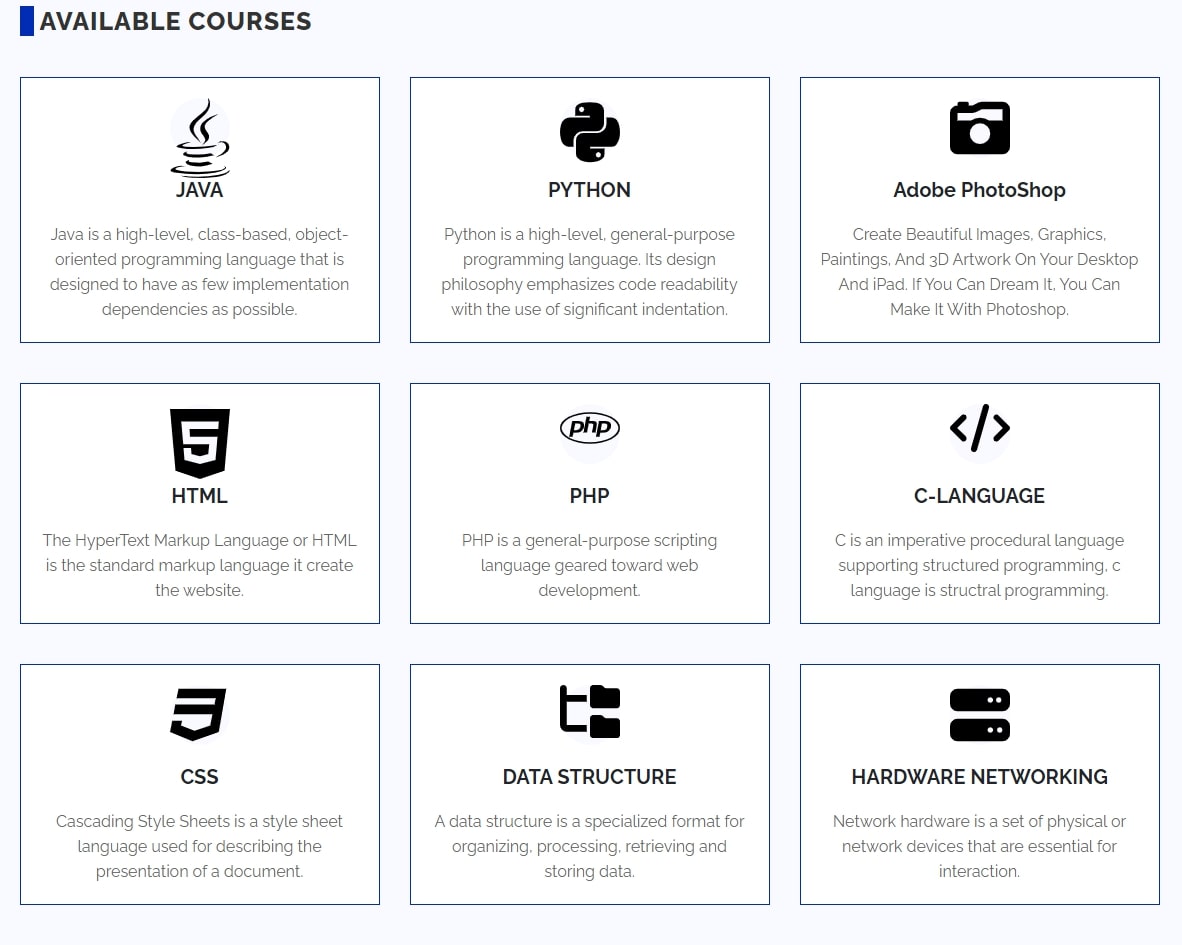 AVAILABLE COURSES
JAVA
Java is a high-level, class-based, object-
oriented programming language that is
designed to have as few implementation
dependencies as possible.
PYTHON
Python is a high-level, general-purpose
programming language. Its design
philosophy emphasizes code readability
with the use of significant indentation.
Adobe PhotoShop
Create Beautiful Images, Graphics,
Paintings, And 3D Artwork On Your Desktop
And iPad. If You Can Dream It, You Can
Make It With Photoshop.
HTML
The HyperText Markup Language or HTML
is the standard markup language it create
the website.
php
PHP
PHP is a general-purpose scripting
language geared toward web
development.
C-LANGUAGE
C is an imperative procedural language
supporting structured programming, c
language is structral programming.
CSS
Cascading Style Sheets is a style sheet
language used for describing the
presentation of a document.
DATA STRUCTURE
A data structure is a specialized format for
organizing, processing, retrieving and
storing data.
HARDWARE NETWORKING
Network hardware is a set of physical or
network devices that are essential for
interaction.